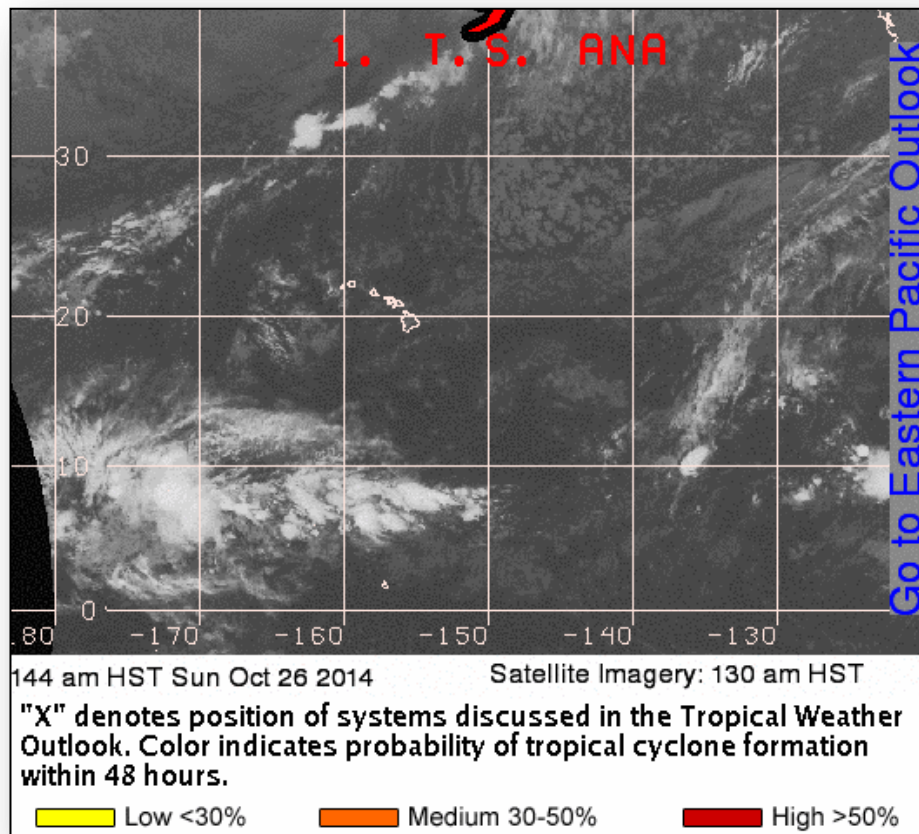 1. T.S. ANA
30
20
10
0
.80 -170 -160 -150 -140 -130
Go to Eastern Pacific Outlook
144 am HST Sun Oct 26 2014 Satellite Imagery: 130 am HST
"X" denotes position of systems discussed in the Tropical Weather
Outlook. Color indicates probability of tropical cyclone formation
within 48 hours.
Low <30% Medium 30-50% High >50%